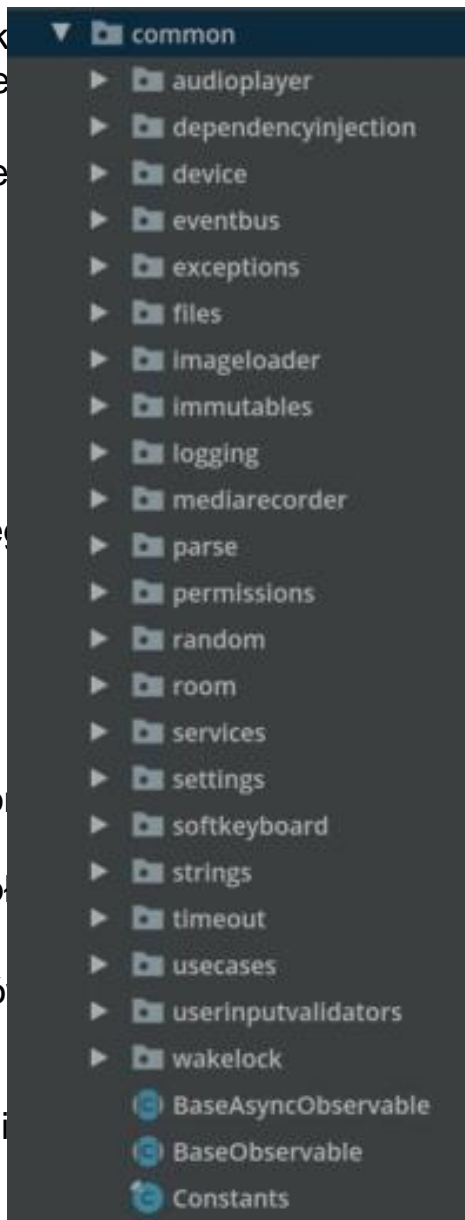 common
audioplayer
dependencyinjection
device
eventbus
exceptions
files
imageloader
immutables
logging
mediarecorder
parse
permissions
random
room
services
settings
softkeyboard
strings
timeout
usecases
userinputvalidators
wakelock
BaseAsyncObservable
BaseObservable
Constants